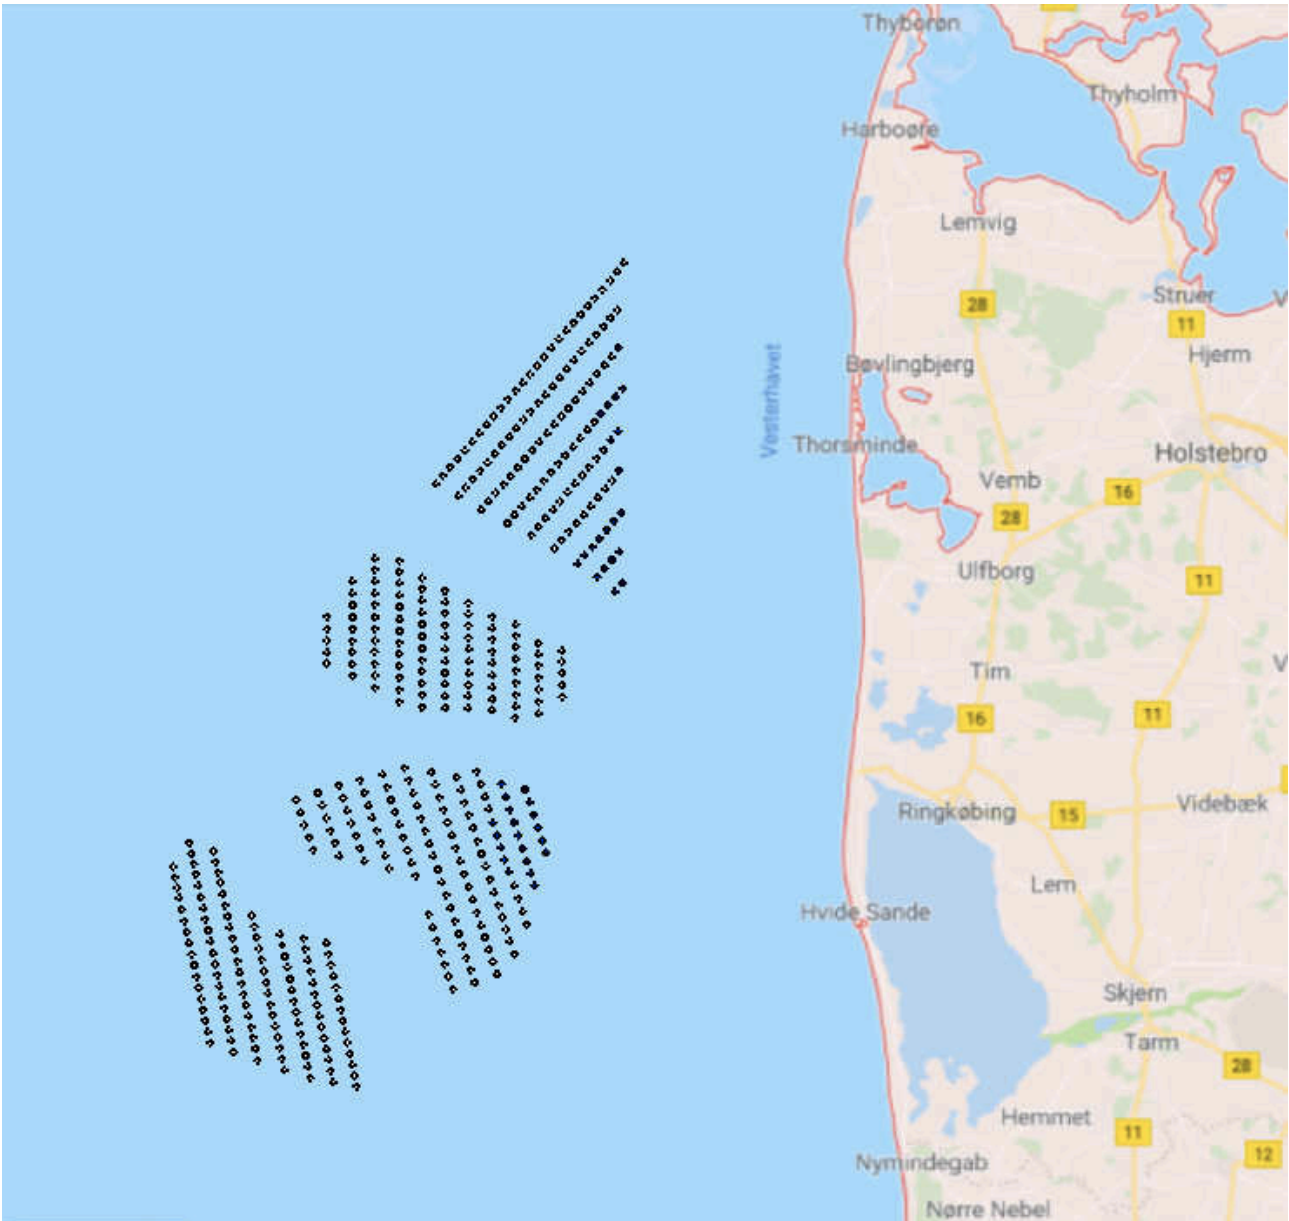 Thyborøn
Thyholm
Harboøre
Lemvig
Struer
V
28
11
Hjerm
Vesterhavet
Bøvlingbjerg
Thorsminde
Holstebro
Vemb
16
28
Ulfborg
11
Tim
V
16
11
Ringkøbing
15
Videbæk
Lem
Hvide Sande
Skjern
Tarm
28
Hemmet
11
12
Nymindegab
Nørre Nebel